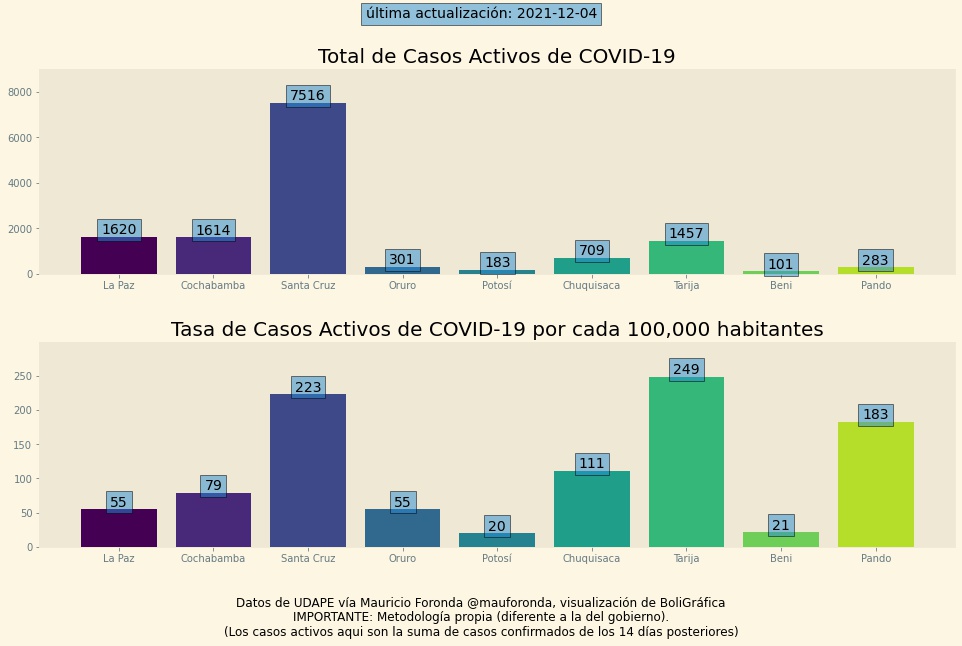 última actualización: 2021-12-04
Total de Casos Activos de COVID-19
8000
6000
4000
2000
0
1620
1614
7516
301
183
709
1457
101
283
La Paz
Cochabamba
Santa Cruz
Oruro
Potosí
Chuquisaca
Tarija
Beni
Pando
Tasa de Casos Activos de COVID-19 por cada 100,000 habitantes
250
200
150
100
50
0
55
79
223
55
20
111
249
21
183
La Paz
Cochabamba
Santa Cruz
Oruro
Potosí
Chuquisaca
Tarija
Beni
Pando
Datos de UDAPE vía Mauricio Foronda @mauforonda, visualización de BoliGráfica
IMPORTANTE: Metodología propia (diferente a la del gobierno).
(Los casos activos aqui son la suma de casos confirmados de los 14 días posteriores)